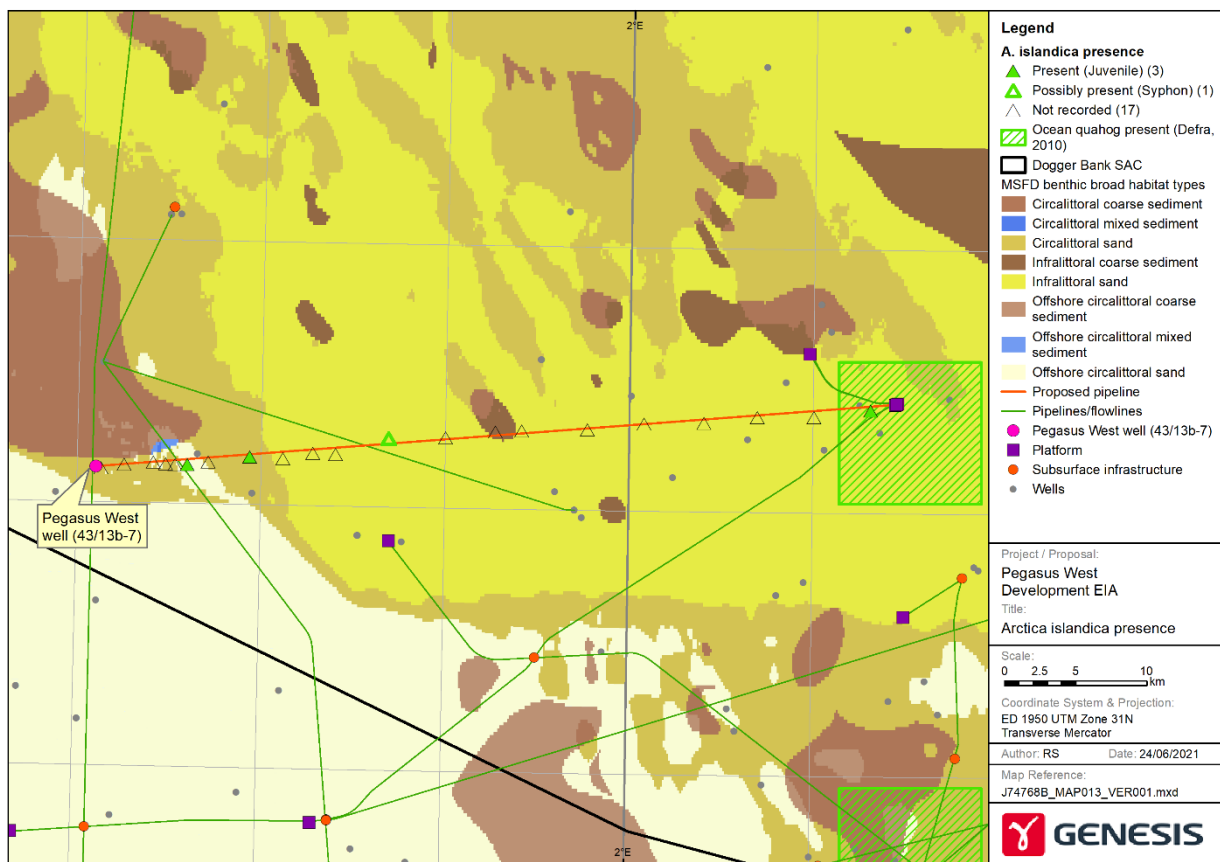 2°E
Pegasus West
well (43/13b-7)
2°E
Legend
A. islandica presence
Present (Juvenile) (3)
Possibly present (Syphon) (1)
Not recorded (17)
Ocean quahog present (Defra,
2010)
Dogger Bank SAC
MSFD benthic broad habitat types
Circalittoral coarse sediment
Circalittoral mixed sediment
Circalittoral sand
Infralittoral coarse sediment
Infralittoral sand
Offshore circalittoral coarse
sediment
Offshore circalittoral mixed
sediment
Offshore circalittoral sand
Proposed pipeline
Pipelines/flowlines
Pegasus West well (43/13b-7)
Platform
Subsurface infrastructure
Wells
Project / Proposal:
Pegasus West
Development EIA
Title:
Arctica islandica presence
Scale:
0 2.5 5 10
km
Coordinate System & Projection:
ED 1950 UTM Zone 31N
Transverse Mercator
Author: RS Date: 24/06/2021
Map Reference:
J74768B_MAP013_VER001.mxd
GENESIS